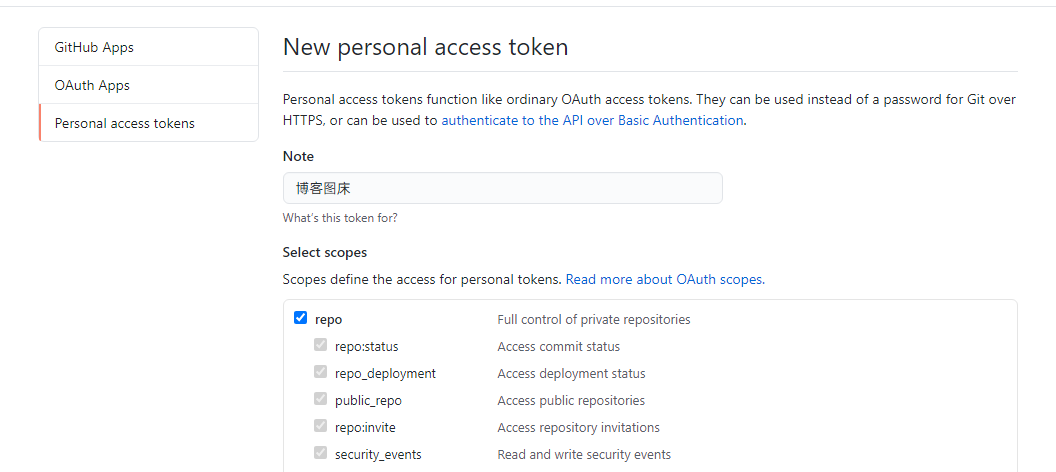 GitHub Apps
OAuth Apps
Personal access tokens
New personal access token
Personal access tokens function like ordinary OAuth access tokens. They can be used instead of a password for Git over
HTTPS, or can be used to authenticate to the API over Basic Authentication.
Note
博客图床
What's this token for?
Select scopes
Scopes define the access for personal tokens. Read more about OAuth scopes.
repo Full control of private repositories
repo:status Access commit status
repo_deployment Access deployment status
public_repo Access public repositories
repo:invite Access repository invitations
security_events Read and write security events